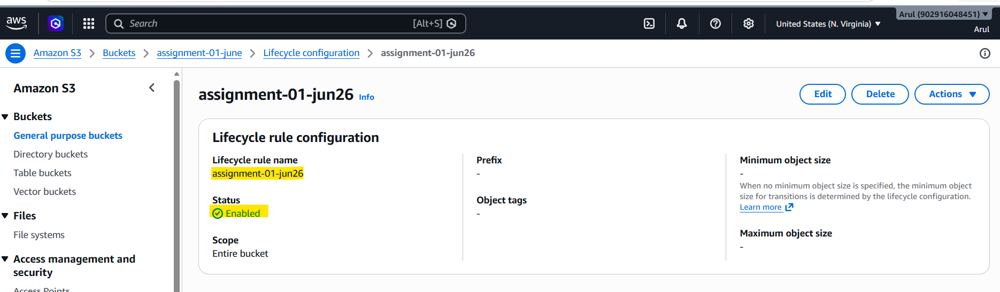 aws
Search
[Alt+S]
United States (N. Virginia)
Arul (902916048451)
Arul
Amazon S3
Buckets
assignment-01-june
Lifecycle configuration
assignment-01-jun26
Amazon S3
Buckets
General purpose buckets
Directory buckets
Table buckets
Vector buckets
Files
File systems
Access management and
security
Access Points
assignment-01-jun26 Info
Edit
Delete
Actions
Lifecycle rule configuration
Lifecycle rule name
assignment-01-jun26
Status
Enabled
Scope
Entire bucket
Prefix
-
Object tags
-
Minimum object size
-
When no minimum object size is specified, the minimum object
size for transitions is determined by the lifecycle configuration.
Learn more
Maximum object size
-